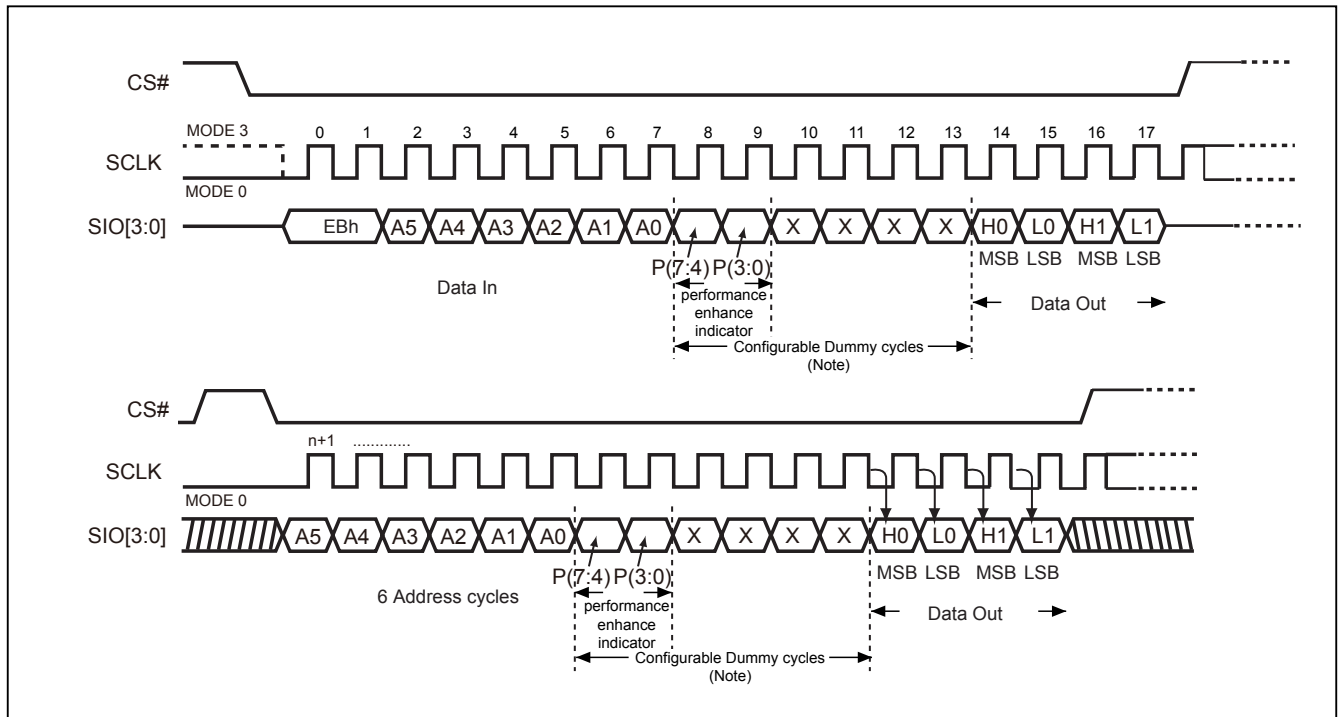 CS#
MODE 3
0 1 2 3 4 5 6 7 8 9 10 11 12 13 14 15 16 17
SCLK
MODE 0
SIO[3:0] EBh A5 A4 A3 A2 A1 A0 X X X X H0 L0 H1 L1
P(7:4) P(3:0) MSB LSB MSB LSB
Data In
performance
enhance
indicator
Data Out
Configurable Dummy cycles
(Note)
CS#
n+1 .............
SCLK
MODE 0
SIO[3:0] A5 A4 A3 A2 A1 A0 X X X X H0 L0 H1 L1
P(7:4) P(3:0) MSB LSB MSB LSB
6 Address cycles
performance
enhance
indicator
Data Out
Configurable Dummy cycles
(Note)